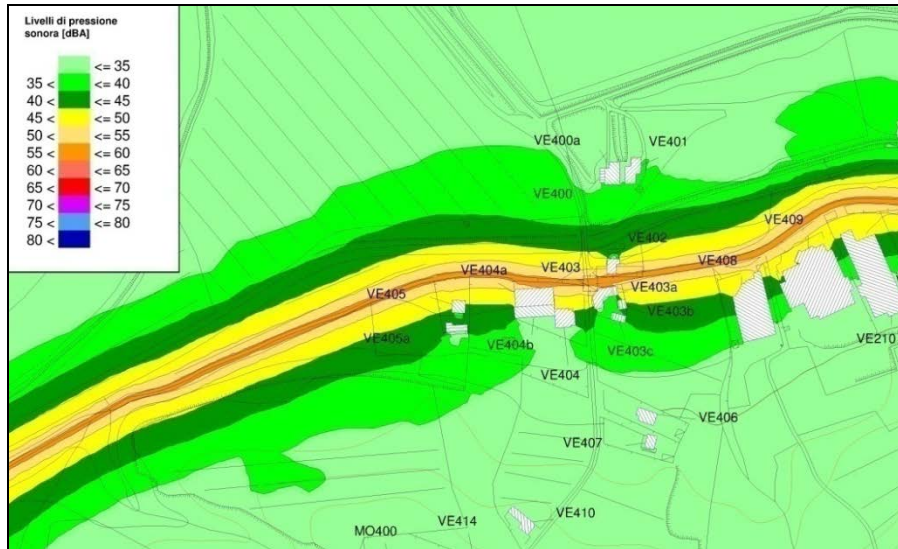 Livelli di pressione
sonora [dBA]
<= 35
35 < <= 40
40 < <= 45
45 < <= 50
50 < <= 55
55 < <= 60
60 < <= 65
65 < <= 70
70 < <= 75
75 < <= 80
80 <
VE400a
VE401
VE400
VE409
VE402
VE403
VE404a
VE408
VE405
VE403a
VE403b
VE405a
VE404b
VE403c
VE210
VE404
VE406
VE407
VE410
VE414
MO400